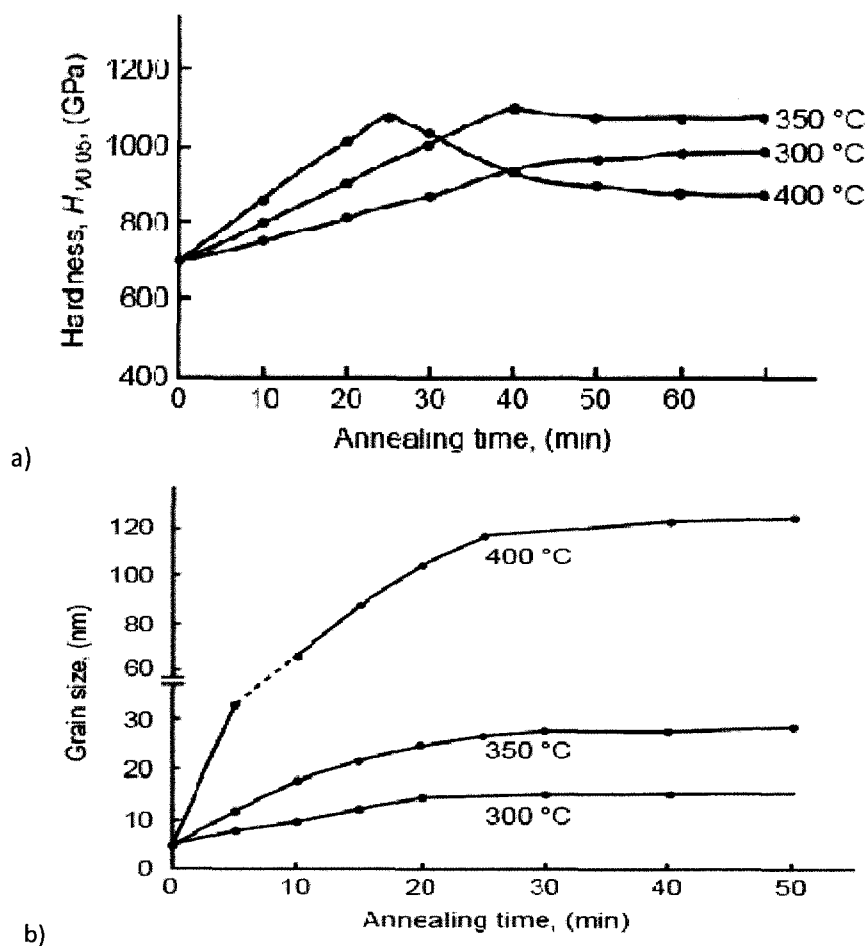 1200
1000
800
600
400
Hardness, HV0.05, (GPa)
350 °C
300 °C
400 °C
0 10 20 30 40 50 60
Annealing time, (min)
a)
120
100
80
60
30
20
10
0
Grain size, (nm)
400 °C
350 °C
300 °C
0 10 20 30 40 50
Annealing time, (min)
b)